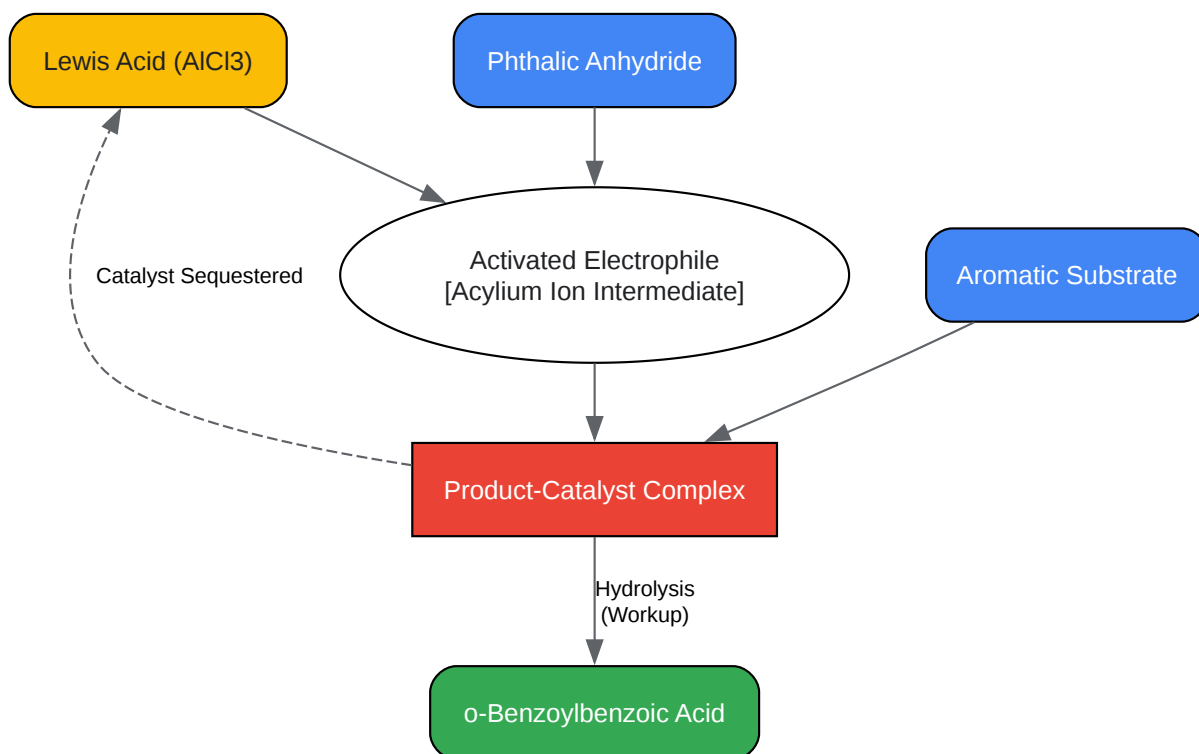 Lewis Acid (AlCl3)
Phthalic Anhydride
Activated Electrophile
[Acylium Ion Intermediate]
Aromatic Substrate
Catalyst Sequestered
Product-Catalyst Complex
Hydrolysis
(Workup)
o-Benzoylbenzoic Acid